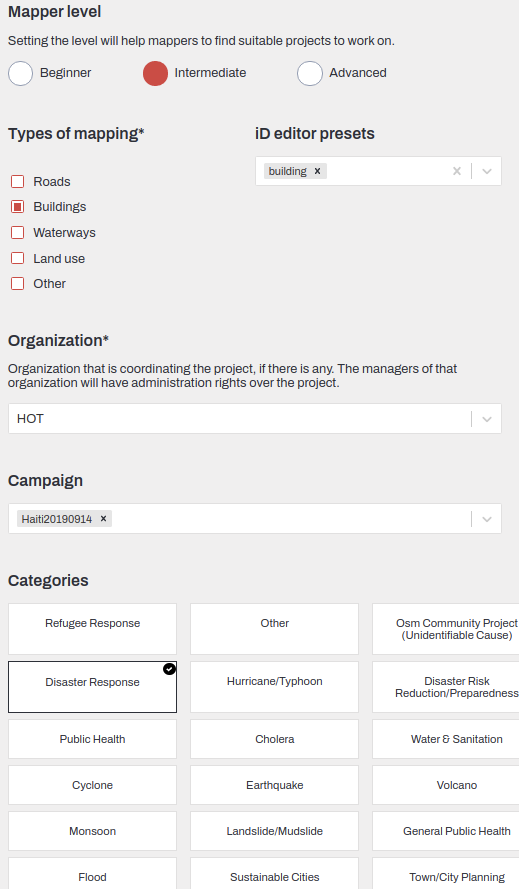 Mapper level
Setting the level will help mappers to find suitable projects to work on.
Beginner Intermediate Advanced
Types of mapping* iD editor presets
building ×
Roads
Buildings
Waterways
Land use
Other
Organization*
Organization that is coordinating the project, if there is any. The managers of that
organization will have administration rights over the project.
HOT
Campaign
Haiti20190914 ×
Categories
Refugee Response Other Osm Community Project
(Unidentifiable Cause)
Disaster Response Hurricane/Typhoon Disaster Risk
Reduction/Preparedness
Public Health Cholera Water & Sanitation
Cyclone Earthquake Volcano
Monsoon Landslide/Mudslide General Public Health
Flood Sustainable Cities Town/City Planning